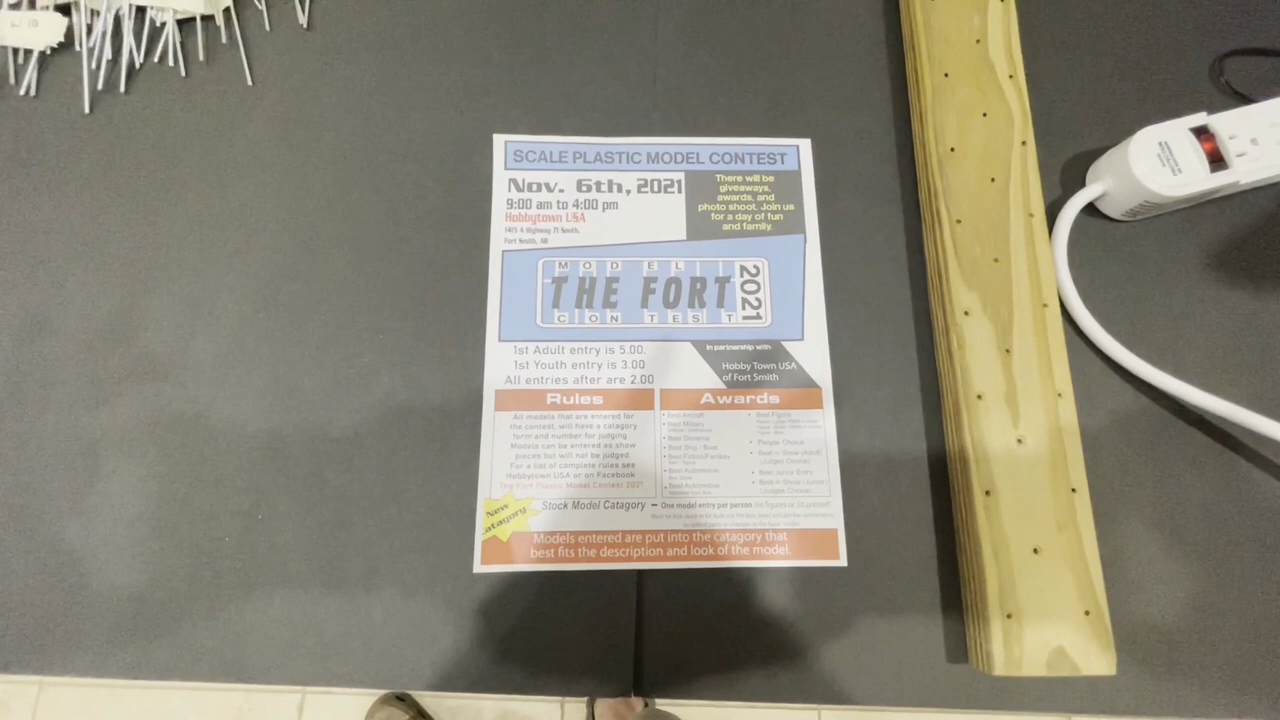 SCALE PLASTIC MODEL CONTEST
Nov. 6th, 2021
9:00 am to 4:00 pm
Hobbytown USA
1415 A Highway 71 South,
Fort Smith, AR
There will be
giveaways,
awards, and
photo shoot. Join us
for a day of fun
and family.
MODEL
THE FORT
CONTEST
2021
1st Adult entry is 5.00.
1st Youth entry is 3.00
All entries after are 2.00
In partnership with:
Hobby Town USA
of Fort Smith
Rules
All models that are entered for
the contest, will have a catagory
form and number for judging.
Models can be entered as show
pieces but will not be judged.
For a list of complete rules see
Hobbytown USA or on Facebook
The Fort Plastic Model Contest 2021
Awards
• Best Aircraft
• Best Military
• Best Diorama
• Best Ship - Boat
• Best Fiction/Fantasy
• Best Automotive
• Best Automotive
• Best Figure
• People Choice
• Best in Show (Adult)
(Judges Choice)
• Best Junior Entry
• Best in Show (Junior)
(Judges Choice)
New
catagory
Stock Model Catagory – One model entry per person
Models entered are put into the catagory that
best fits the description and look of the model.